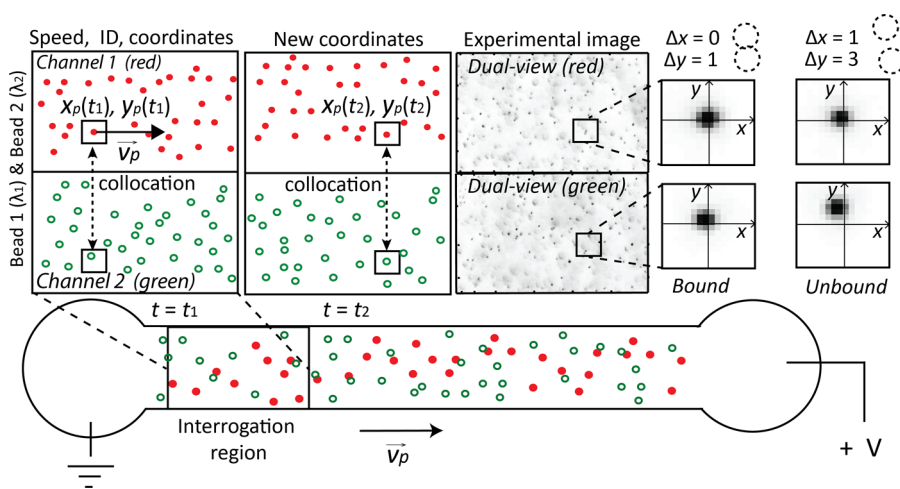 Speed, ID, coordinates
New coordinates
Experimental image
Δx = 0
Δy = 1
Δx = 1
Δy = 3
Bead 1 (λ1) & Bead 2 (λ2)
Channel 1 (red)
xp(t1), yp(t1)
vp
collocation
Channel 2 (green)
xp(t2), yp(t2)
collocation
Dual-view (red)
Dual-view (green)
y
x
y
x
y
x
y
x
Bound
Unbound
t = t1
t = t2
Interrogation
region
vp
+ V